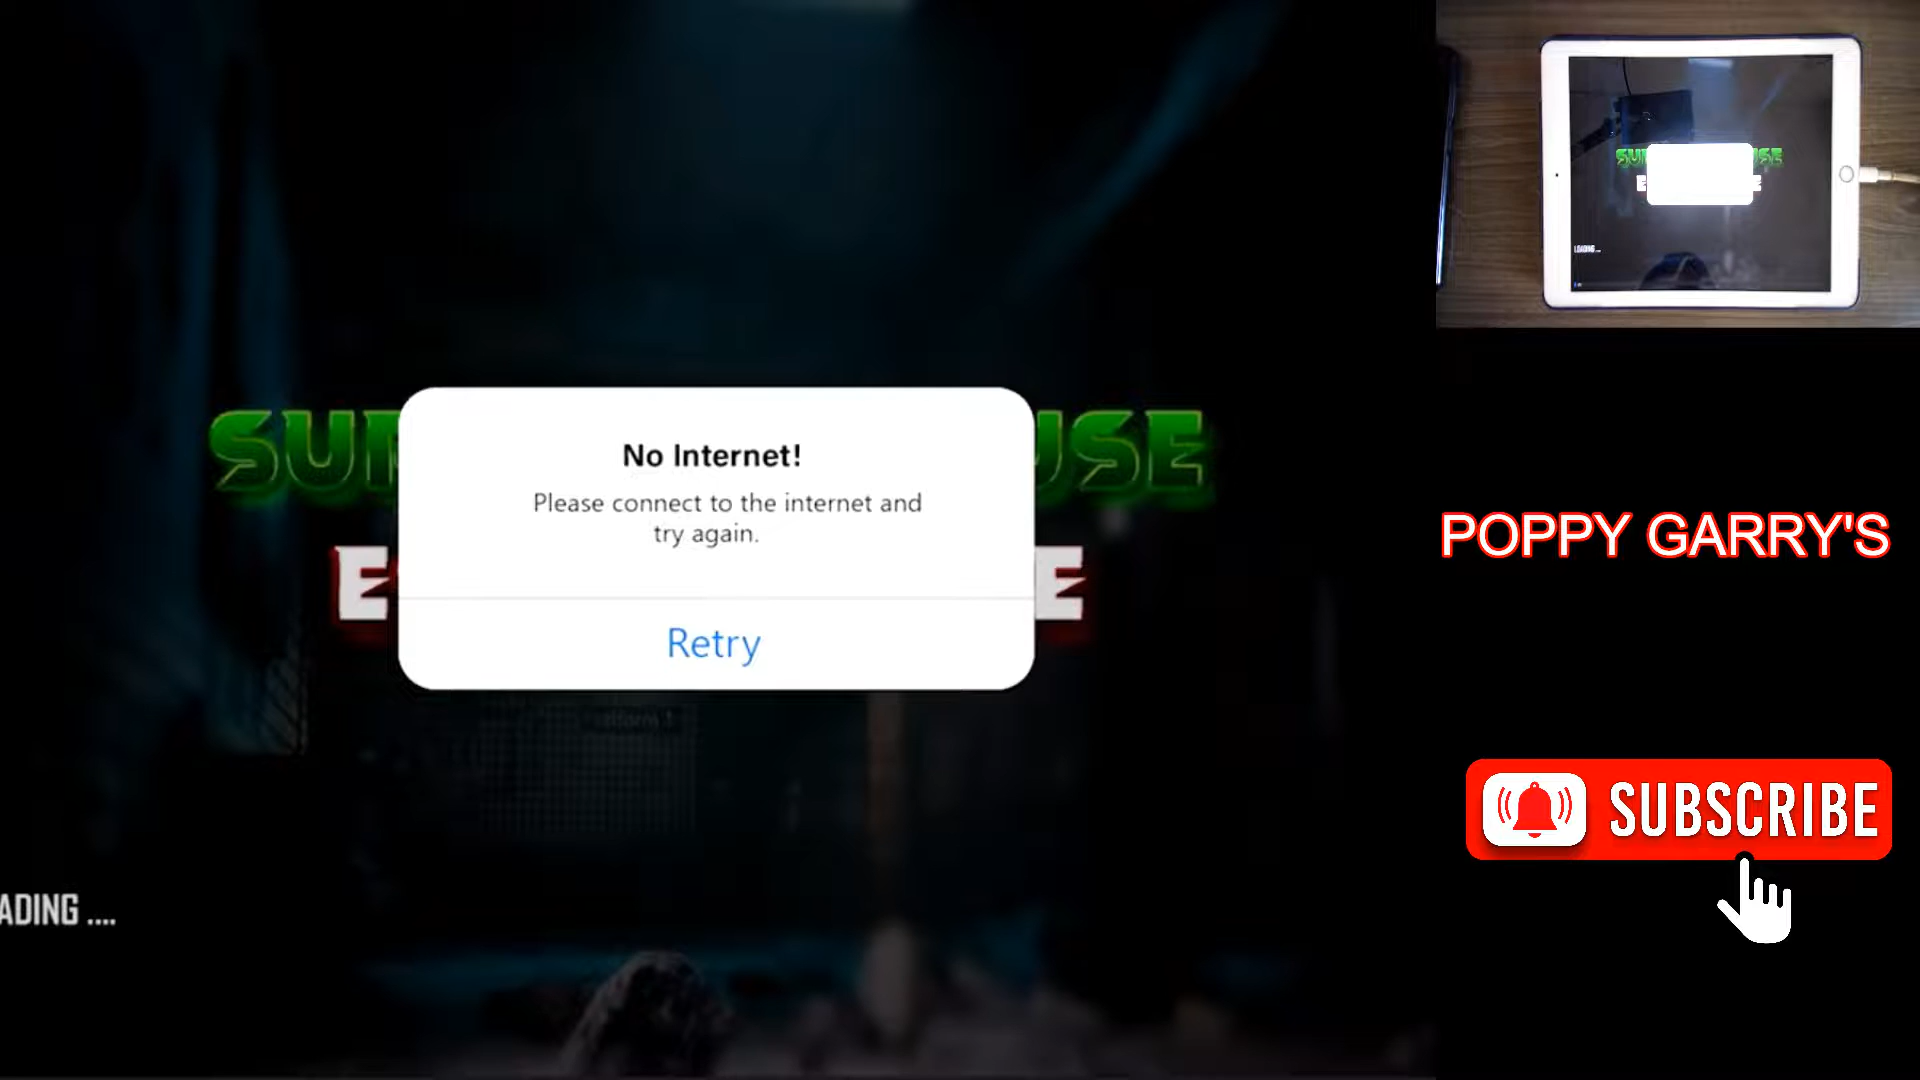 No Internet!
Please connect to the internet and
try again.
Retry
ADING ....
POPPY GARRY'S
SUBSCRIBE